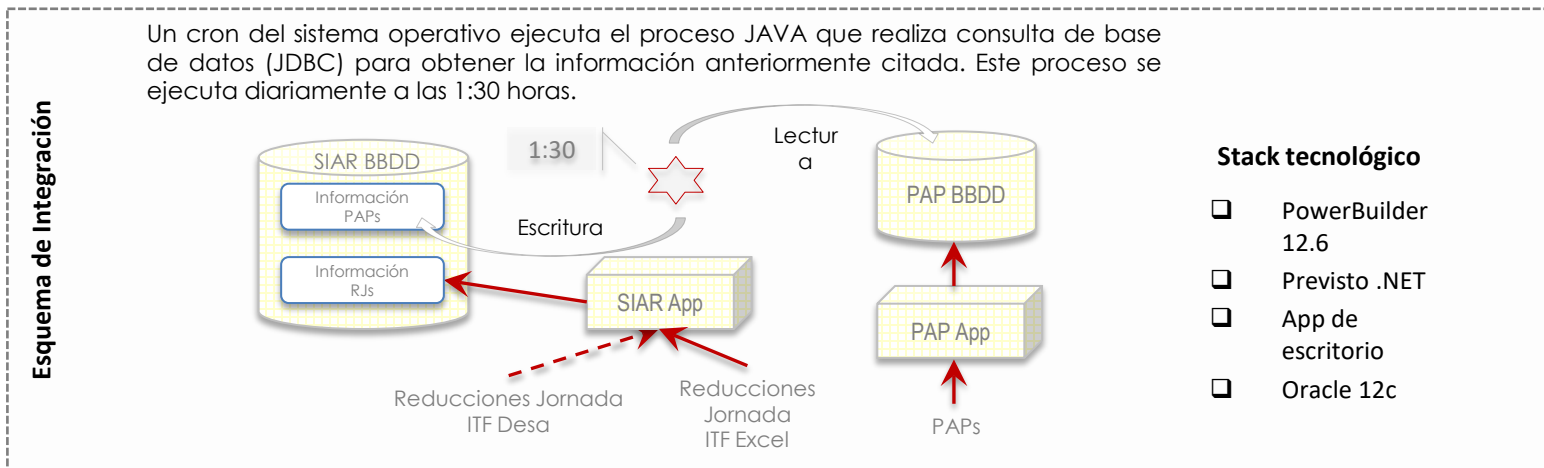 Un cron del sistema operativo ejecuta el proceso JAVA que realiza consulta de base
de datos (JDBC) para obtener la información anteriormente citada. Este proceso se
ejecuta diariamente a las 1:30 horas.
Esquema de Integración
1:30
Lectur
a
SIAR BBDD
Información
PAPs
Escritura
Información
RJs
SIAR App
PAP BBDD
PAP App
Reducciones Jornada
ITF Desa
Reducciones
Jornada
ITF Excel
PAPs
Stack tecnológico
PowerBuilder
12.6
Previsto .NET
App de
escritorio
Oracle 12c